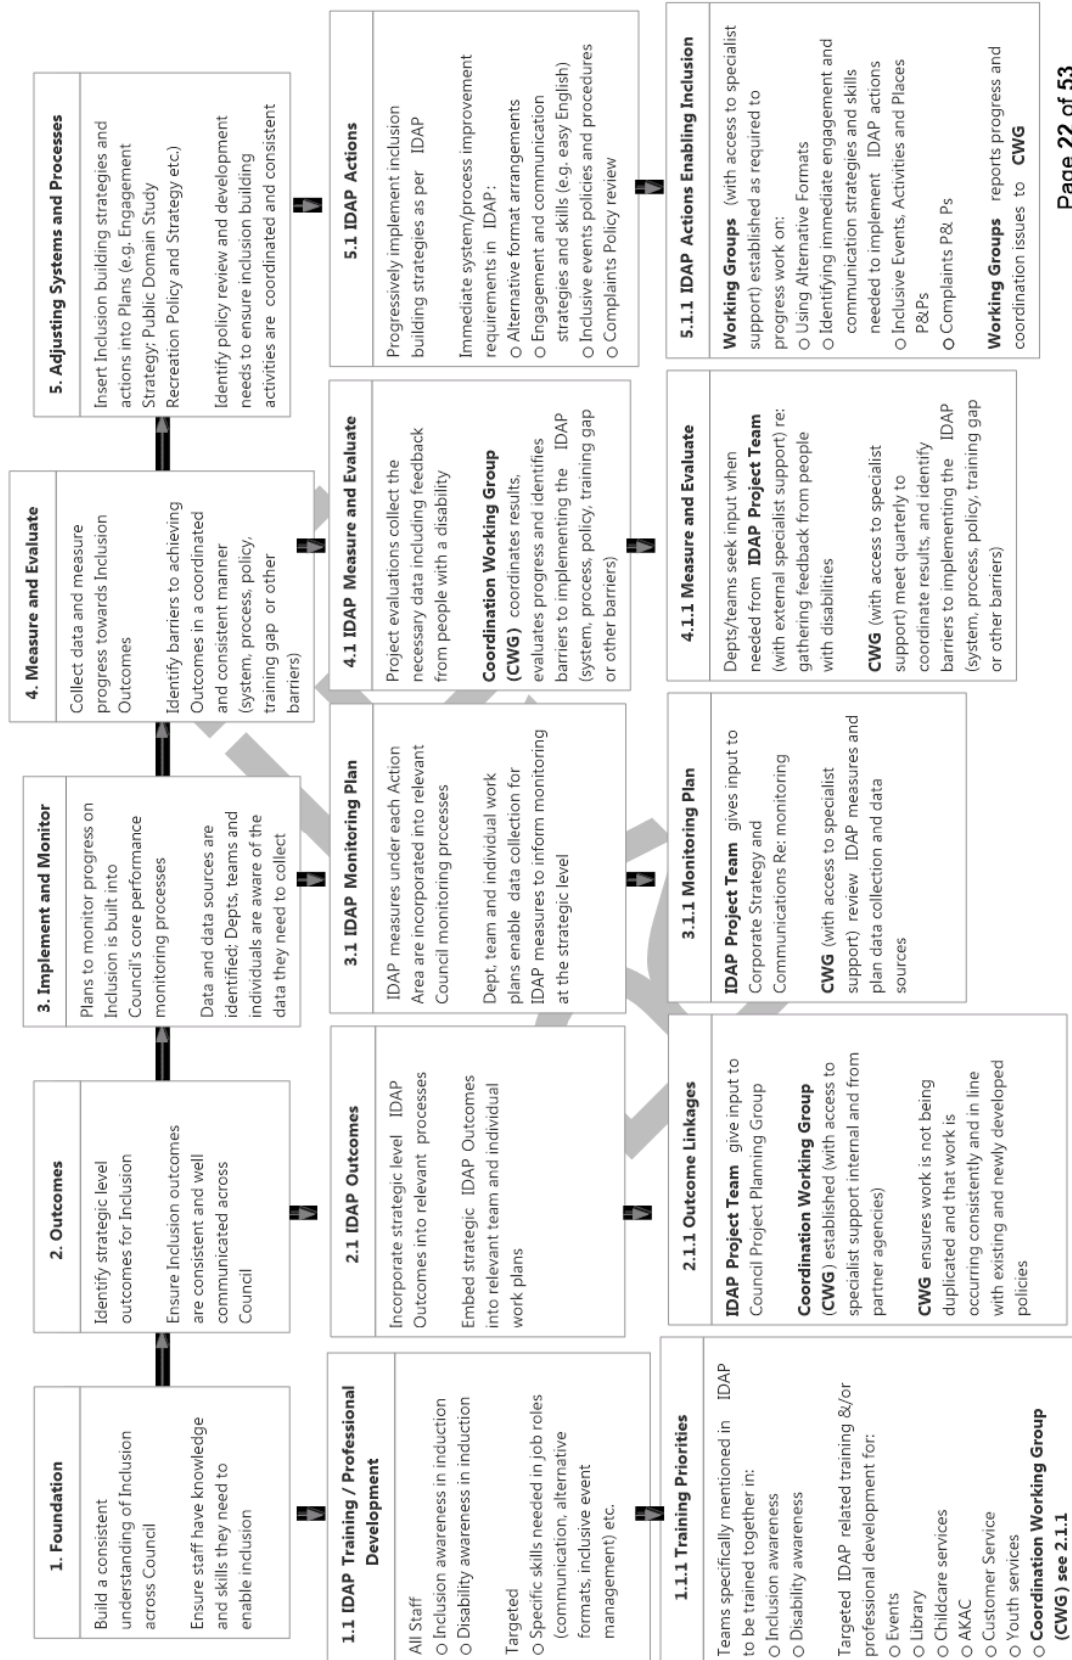 1. Foundation
Build a consistent
understanding of Inclusion
across Council
Ensure staff have knowledge
and skills they need to
enable inclusion
2. Outcomes
Identify strategic level
outcomes for Inclusion
Ensure Inclusion outcomes
are consistent and well
communicated across
Council
3. Implement and Monitor
Plans to monitor progress on
Inclusion is built into
Council's core performance
monitoring processes
Data and data sources are
identified; Depts, teams and
individuals are aware of the
data they need to collect
4. Measure and Evaluate
Collect data and measure
progress towards Inclusion
Outcomes
Identify barriers to achieving
Outcomes in a coordinated
and consistent manner
(system, process, policy,
training gap or other
barriers)
5. Adjusting Systems and Processes
Insert Inclusion building strategies and
actions into Plans (e.g. Engagement
Strategy; Public Domain Study
Recreation Policy and Strategy etc.)
Identify policy review and development
needs to ensure inclusion building
activities are coordinated and consistent
1.1 IDAP Training / Professional
Development
All Staff
o Inclusion awareness in induction
o Disability awareness in induction
Targeted
o Specific skills needed in job roles
(communication, alternative
formats, inclusive event
management) etc.
2.1 IDAP Outcomes
Incorporate strategic level IDAP
Outcomes into relevant processes
Embed strategic IDAP Outcomes
into relevant team and individual
work plans
3.1 IDAP Monitoring Plan
IDAP measures under each Action
Area are incorporated into relevant
Council monitoring processes
Dept, team and individual work
plans enable data collection for
IDAP measures to inform monitoring
at the strategic level
4.1 IDAP Measure and Evaluate
Project evaluations collect the
necessary data including feedback
from people with a disability
Coordination Working Group
(CWG) coordinates results,
evaluates progress and identifies
barriers to implementing the IDAP
(system, process, policy, training gap
or other barriers)
5.1 IDAP Actions
Progressively implement inclusion
building strategies as per IDAP
Immediate system/process improvement
requirements in IDAP:
o Alternative format arrangements
o Engagement and communication
strategies and skills (e.g. easy English)
o Inclusive events policies and procedures
o Complaints Policy review
1.1.1 Training Priorities
Teams specifically mentioned in IDAP
to be trained together in:
o Inclusion awareness
o Disability awareness
Targeted IDAP related training &/or
professional development for:
o Events
o Library
o Childcare services
o AKAC
o Customer Service
o Youth services
o Coordination Working Group
(CWG) see 2.1.1
2.1.1 Outcome Linkages
IDAP Project Team give input to
Council Project Planning Group
Coordination Working Group
(CWG) established (with access to
specialist support internal and from
partner agencies)
CWG ensures work is not being
duplicated and that work is
occurring consistently and in line
with existing and newly developed
policies
3.1.1 Monitoring Plan
IDAP Project Team gives input to
Corporate Strategy and
Communications Re: monitoring
CWG (with access to specialist
support) review IDAP measures and
plan data collection and data
sources
4.1.1 Measure and Evaluate
Depts/teams seek input when
needed from IDAP Project Team
(with external specialist support) re:
gathering feedback from people
with disabilities
CWG (with access to specialist
support) meet quarterly to
coordinate results, and identify
barriers to implementing the IDAP
(system, process, policy, training gap
or other barriers)
5.1.1 IDAP Actions Enabling Inclusion
Working Groups (with access to specialist
support) established as required to
progress work on:
o Using Alternative Formats
o Identifying immediate engagement and
communication strategies and skills
needed to implement IDAP actions
o Inclusive Events, Activities and Places
P&Ps
o Complaints P& Ps
Working Groups reports progress and
coordination issues to CWG
Page 22 of 53